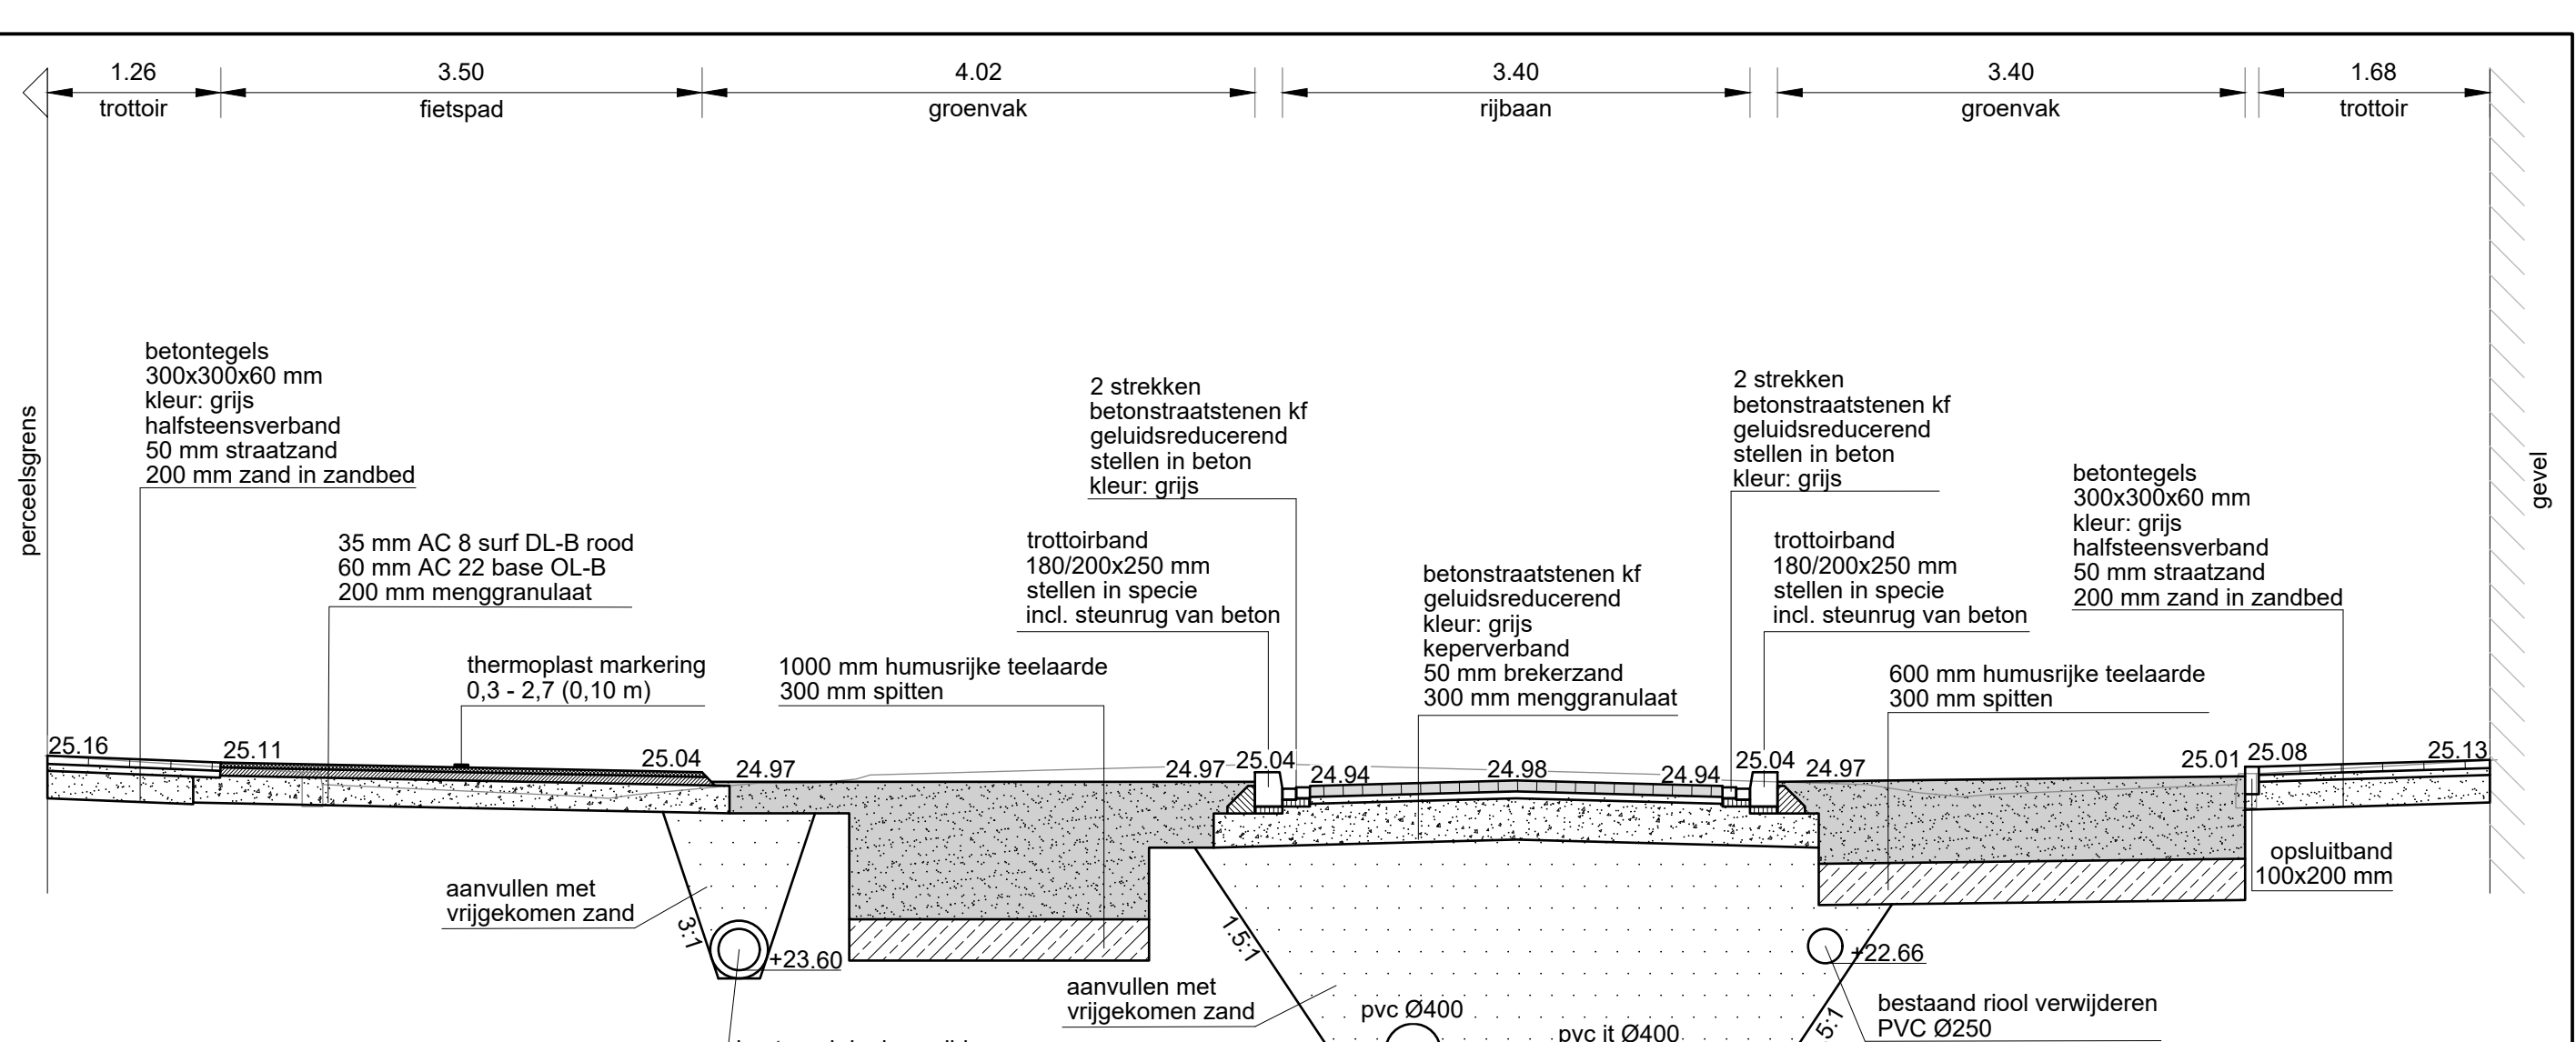 1.26
3.50
4.02
3.40
3.40
1.68
trottoir
fietspad
groenvak
rijbaan
groenvak
trottoir
perceelsgrens
betontegels
300x300x60 mm
kleur: grijs
halfsteensverband
50 mm straatzand
200 mm zand in zandbed
35 mm AC 8 surf DL-B rood
60 mm AC 22 base OL-B
200 mm menggranulaat
thermoplast markering
0,3 - 2,7 (0,10 m)
1000 mm humusrijke teelaarde
300 mm spitten
2 strekken
betonstraatstenen kf
geluidsreducerend
stellen in beton
kleur: grijs
trottoirband
180/200x250 mm
stellen in specie
incl. steunrug van beton
betonstraatstenen kf
geluidsreducerend
kleur: grijs
keperverband
50 mm brekerzand
300 mm menggranulaat
2 strekken
betonstraatstenen kf
geluidsreducerend
stellen in beton
kleur: grijs
trottoirband
180/200x250 mm
stellen in specie
incl. steunrug van beton
600 mm humusrijke teelaarde
300 mm spitten
betontegels
300x300x60 mm
kleur: grijs
halfsteensverband
50 mm straatzand
200 mm zand in zandbed
gevel
25.16
25.11
25.04
24.97
24.97
25.04
24.94
24.98
24.94
25.04
24.97
25.01
25.08
25.13
aanvullen met
vrijgekomen zand
3:1
+23.60
1.5:1
aanvullen met
vrijgekomen zand
pvc Ø400
pvc it Ø400
5:1
+22.66
bestaand riool verwijderen
PVC Ø250
opsluitband
100x200 mm